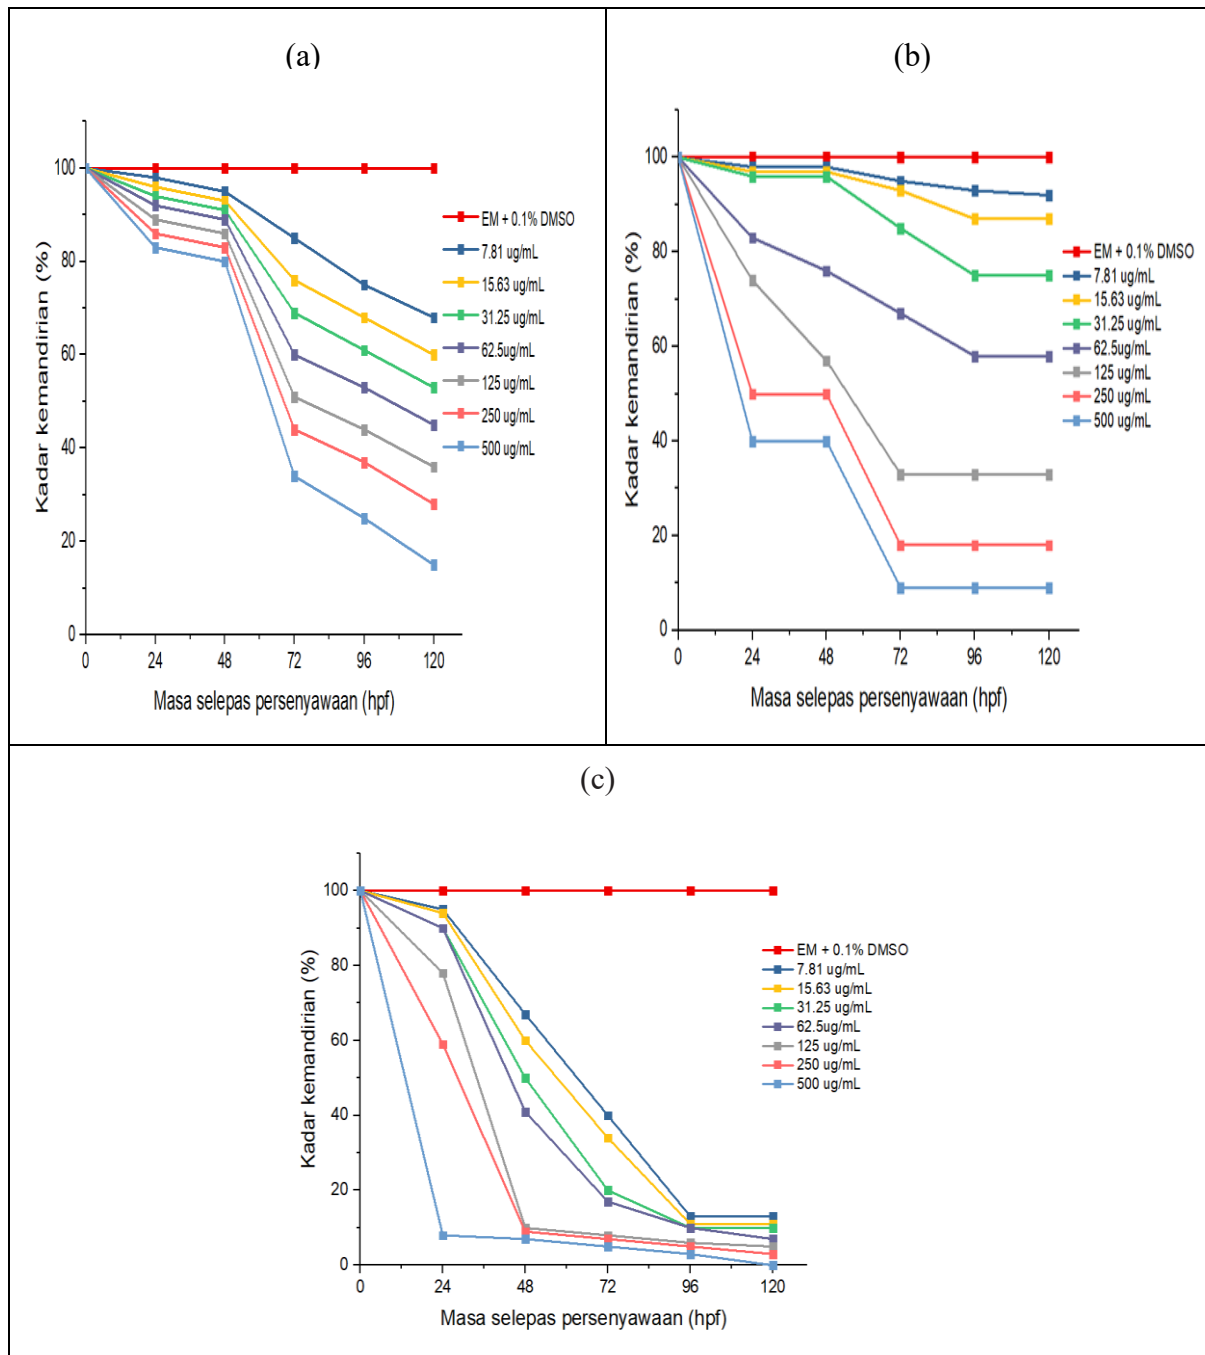 (a)
100
80
60
40
20
0
0 24 48 72 96 120
Kadar kemandirian (%)
Masa selepas persenyawaan (hpf)
EM + 0.1% DMSO
7.81 ug/mL
15.63 ug/mL
31.25 ug/mL
62.5ug/mL
125 ug/mL
250 ug/mL
500 ug/mL
(b)
100
80
60
40
20
0
0 24 48 72 96 120
Kadar kemandirian (%)
Masa selepas persenyawaan (hpf)
EM + 0.1% DMSO
7.81 ug/mL
15.63 ug/mL
31.25 ug/mL
62.5ug/mL
125 ug/mL
250 ug/mL
500 ug/mL
(c)
100
80
60
40
20
0
0 24 48 72 96 120
Kadar kemandirian (%)
Masa selepas persenyawaan (hpf)
EM + 0.1% DMSO
7.81 ug/mL
15.63 ug/mL
31.25 ug/mL
62.5ug/mL
125 ug/mL
250 ug/mL
500 ug/mL